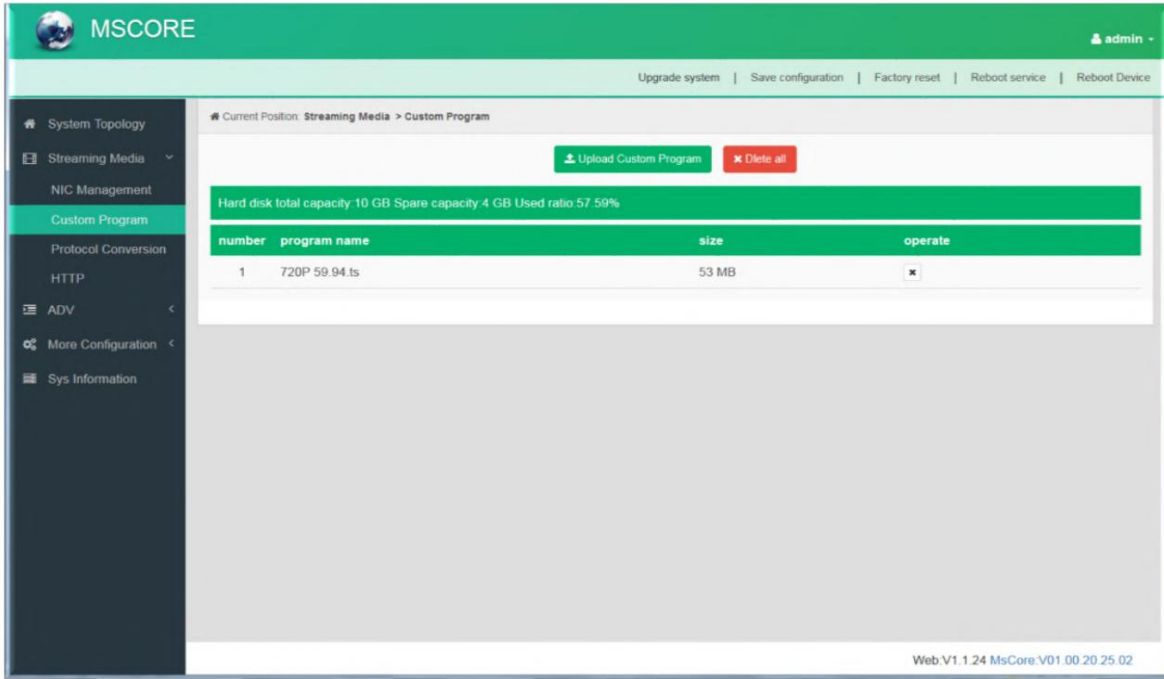 MSCORE
admin
Upgrade system | Save configuration | Factory reset | Reboot service | Reboot Device
System Topology
Streaming Media
NIC Management
Custom Program
Protocol Conversion
HTTP
ADV
More Configuration
Sys Information
Current Position: Streaming Media > Custom Program
Upload Custom Program
Dlete all
Hard disk total capacity:10 GB Spare capacity:4 GB Used ratio:57.59%
number program name size operate
1 720P 59.94.ts 53 MB
Web:V1.1.24 MsCore:V01.00.20.25.02